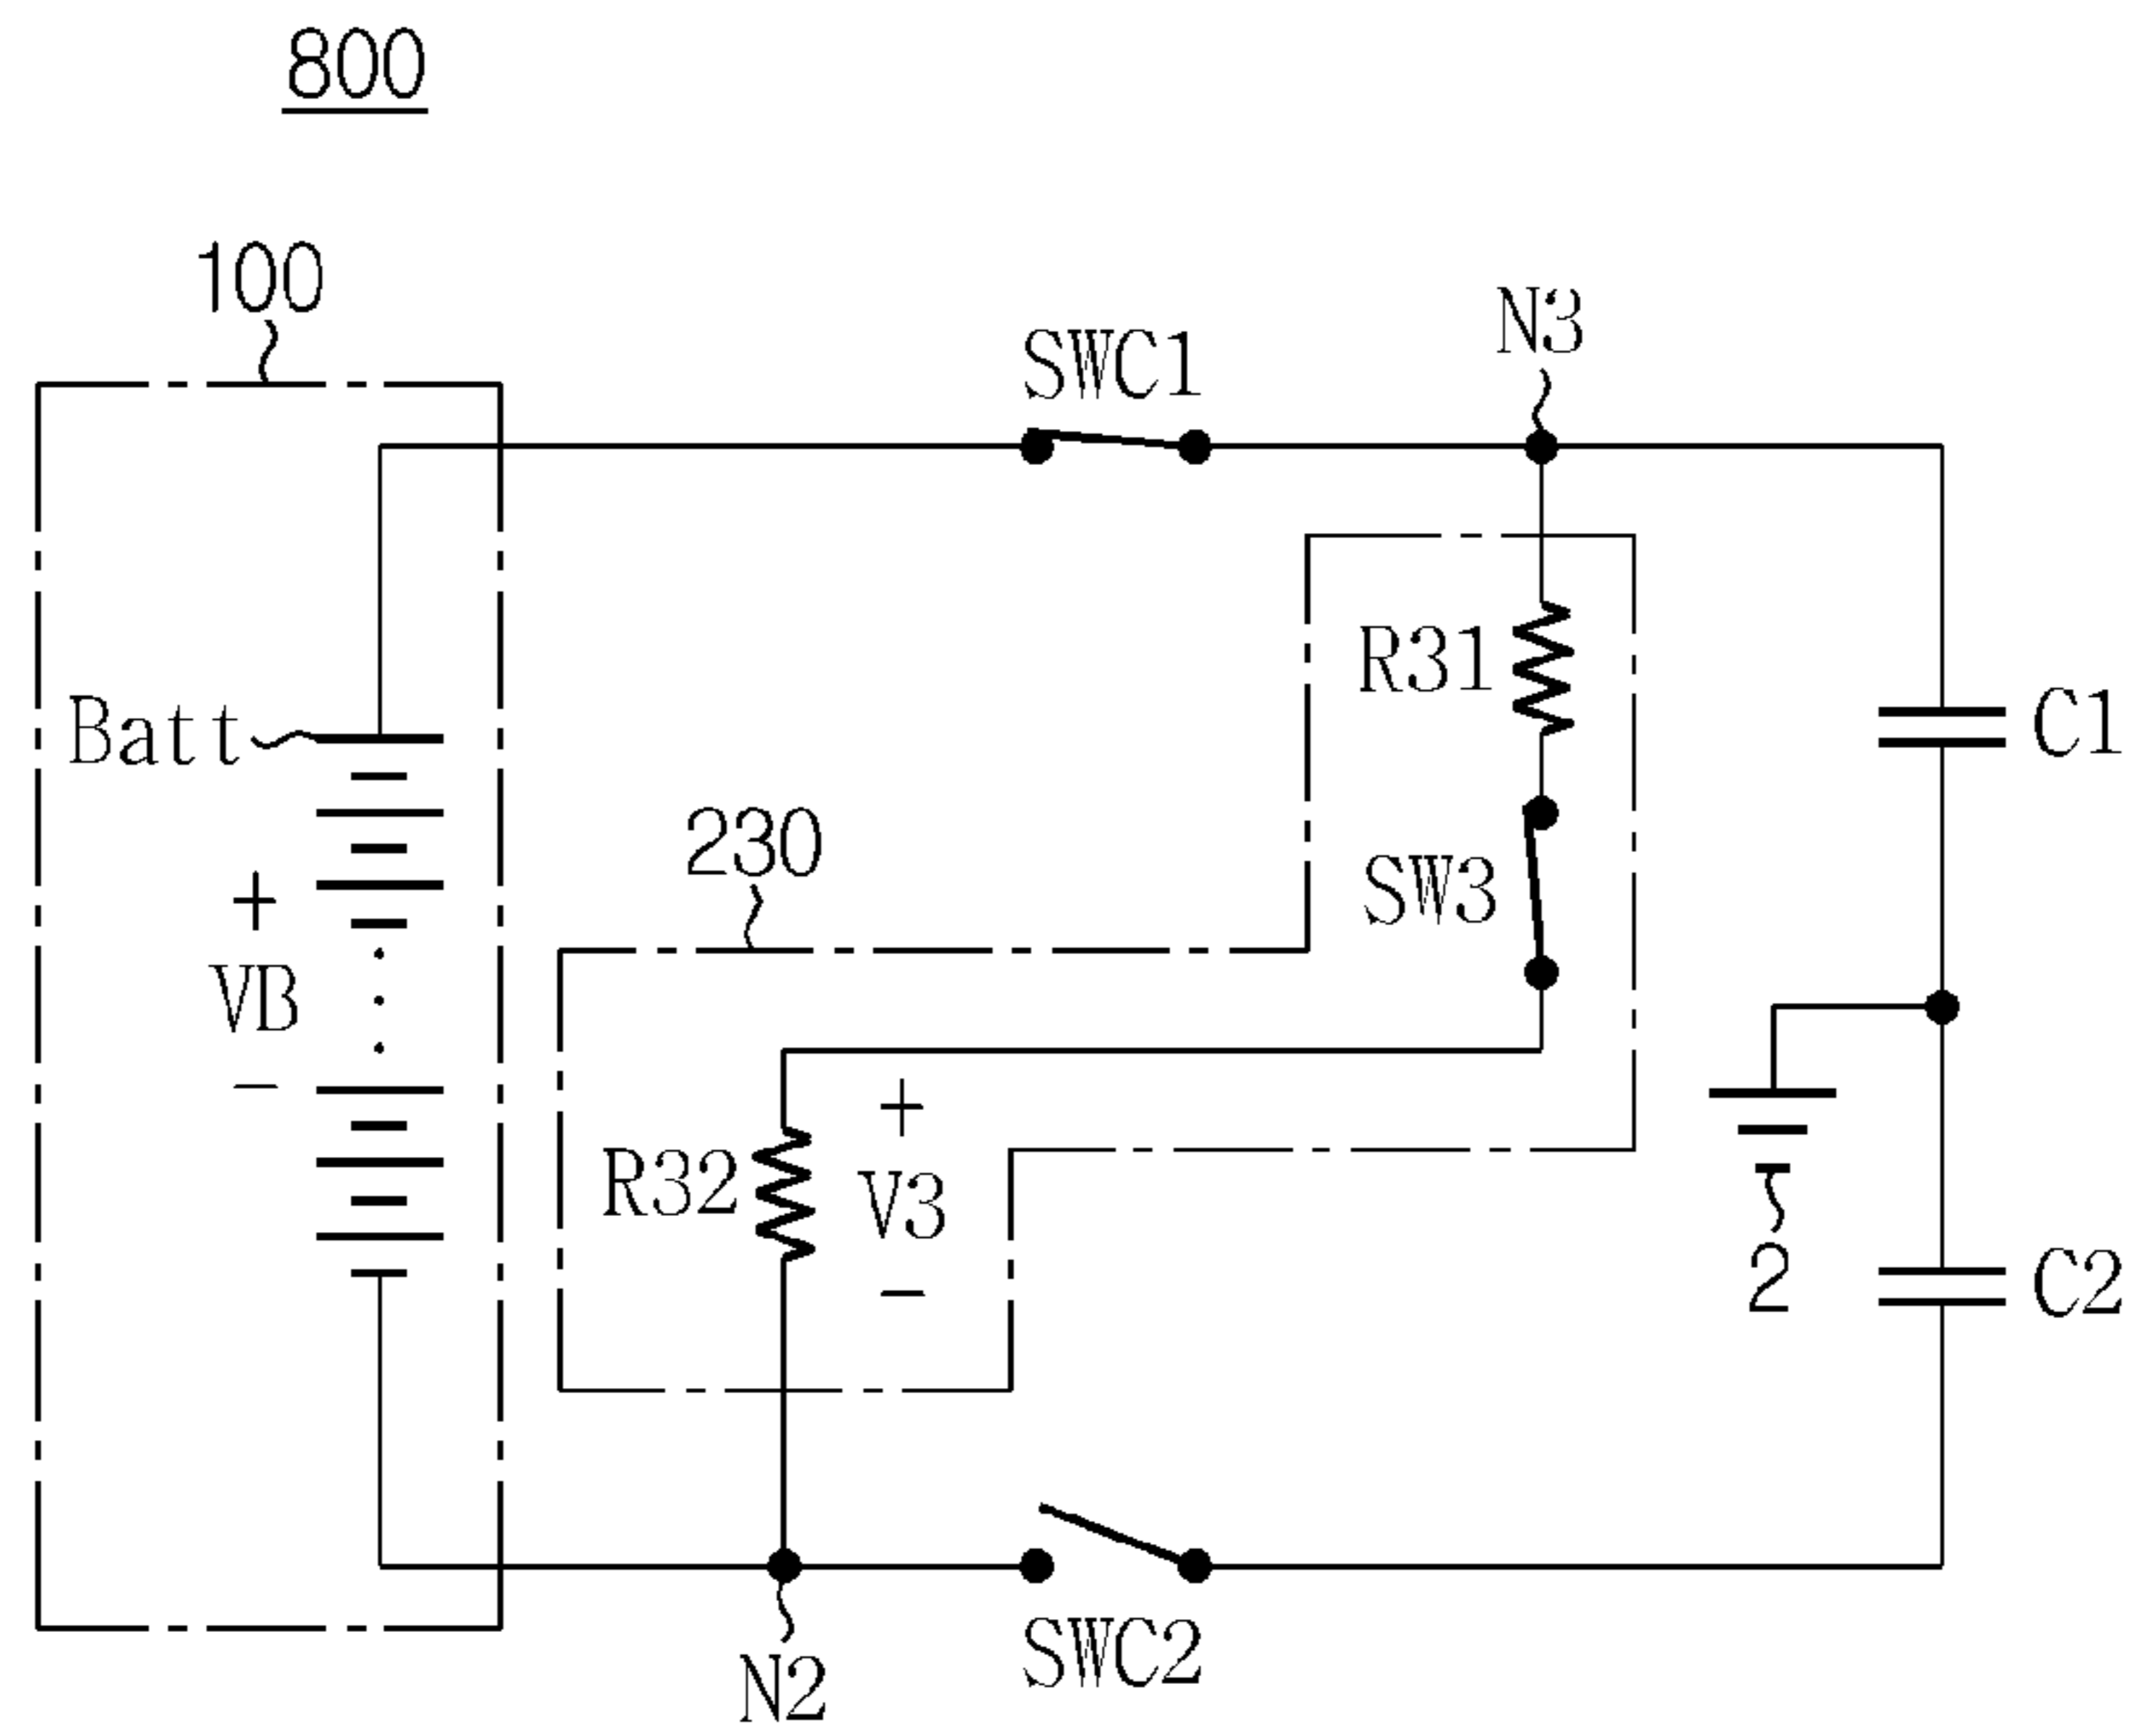 800
100
N3
SWC1
R31
C1
Batt
230
SW3
+
VB
-
+
R32
V3
-
2
C2
SWC2
N2